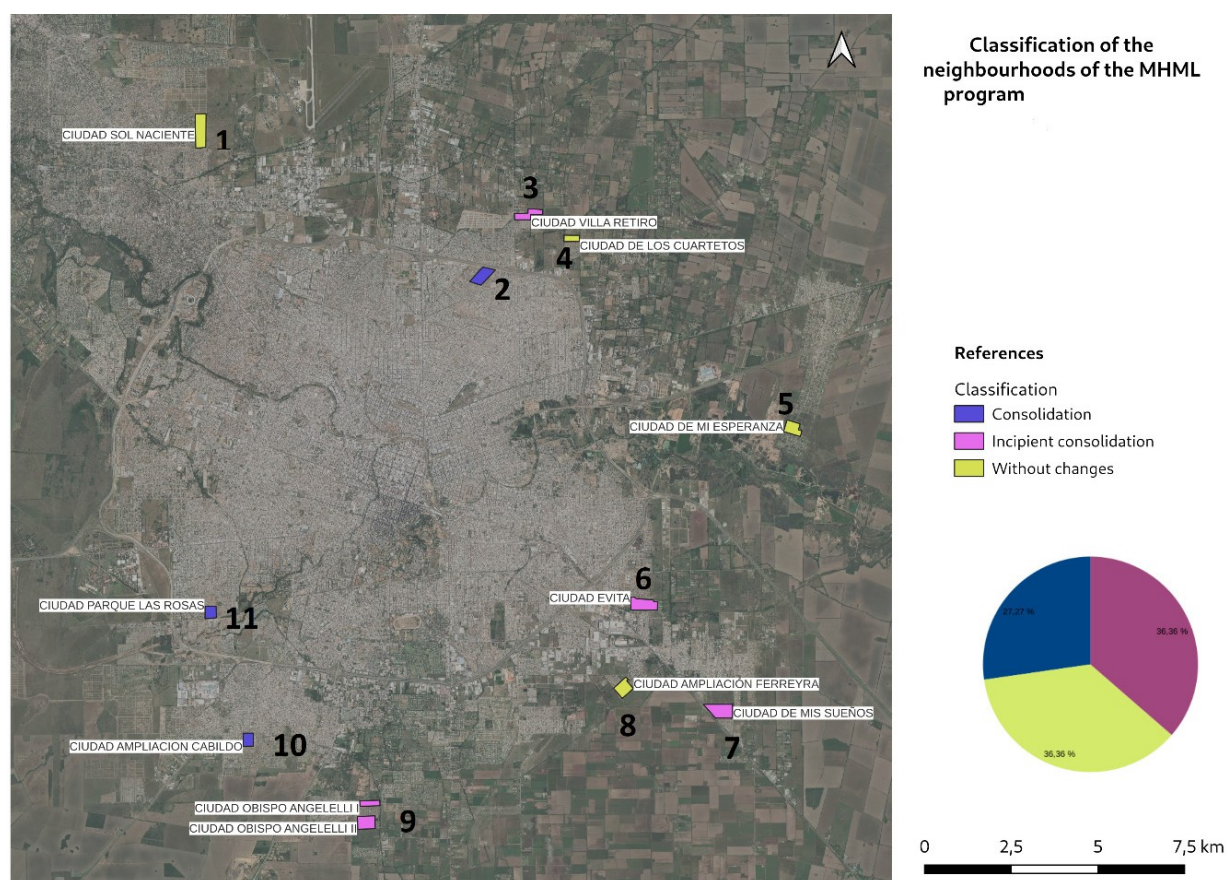 Classification of the
neighbourhoods of the MHML
program
CIUDAD SOL NACIENTE
1
3
CIUDAD VILLA RETIRO
CIUDAD DE LOS CUARTETOS
4
2
5
CIUDAD DE MI ESPERANZA
6
CIUDAD EVITA
CIUDAD PARQUE LAS ROSAS
11
CIUDAD AMPLIACIÓN FERREYRA
8
CIUDAD DE MIS SUEÑOS
7
CIUDAD AMPLIACION CABILDO
10
CIUDAD OBISPO ANGELELLI I
CIUDAD OBISPO ANGELELLI II
9
References
Classification
Consolidation
Incipient consolidation
Without changes
27,27 %
36,36 %
36,36 %
0
2,5
5
7,5 km